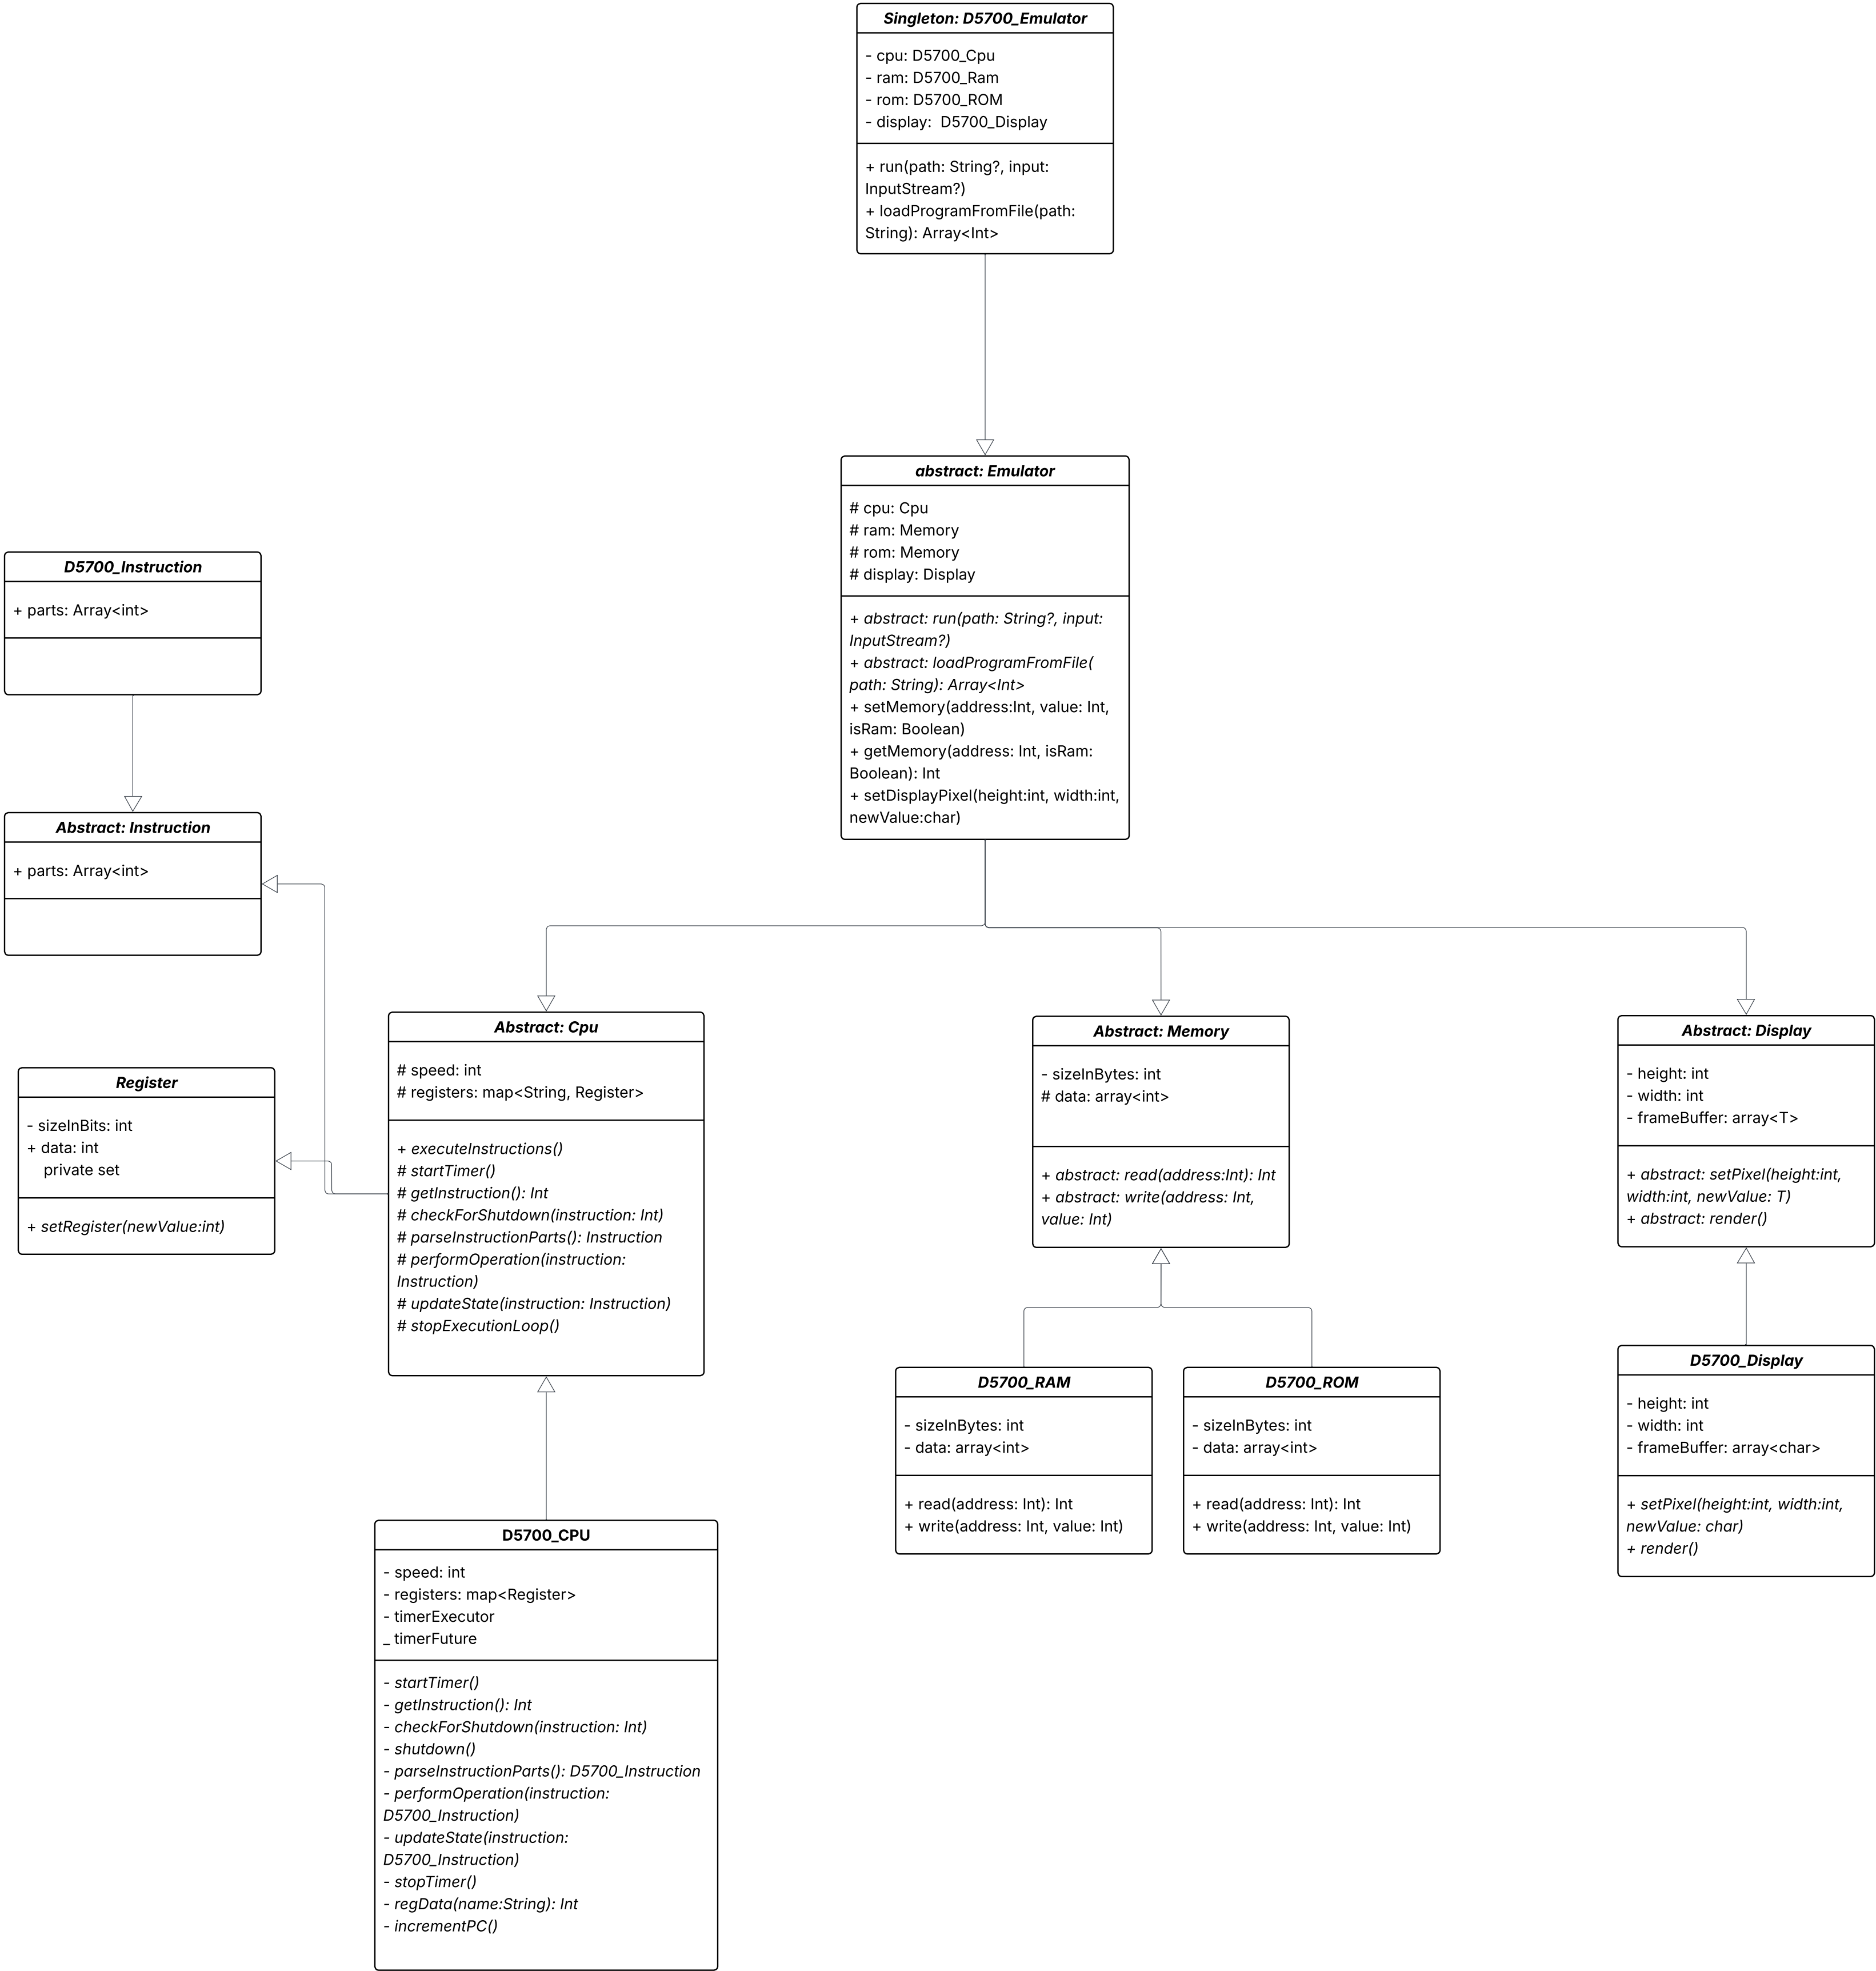 Singleton: D5700_Emulator
- cpu: D5700_Cpu
- ram: D5700_Ram
- rom: D5700_ROM
- display:  D5700_Display
+ run(path: String?, input:
InputStream?)
+ loadProgramFromFile(path:
String): Array<Int>
abstract: Emulator
# cpu: Cpu
# ram: Memory
# rom: Memory
# display: Display
+ abstract: run(path: String?, input:
InputStream?)
+ abstract: loadProgramFromFile(
path: String): Array<Int>
+ setMemory(address:Int, value: Int,
isRam: Boolean)
+ getMemory(address: Int, isRam:
Boolean): Int
+ setDisplayPixel(height:int, width:int,
newValue:char)
D5700_Instruction
+ parts: Array<int>
Abstract: Instruction
+ parts: Array<int>
Register
- sizeInBits: int
+ data: int
private set
+ setRegister(newValue:int)
Abstract: Cpu
# speed: int
# registers: map<String, Register>
+ executeInstructions()
# startTimer()
# getInstruction(): Int
# checkForShutdown(instruction: Int)
# parseInstructionParts(): Instruction
# performOperation(instruction:
Instruction)
# updateState(instruction: Instruction)
# stopExecutionLoop()
Abstract: Memory
- sizeInBytes: int
# data: array<int>
+ abstract: read(address:Int): Int
+ abstract: write(address: Int,
value: Int)
Abstract: Display
- height: int
- width: int
- frameBuffer: array<T>
+ abstract: setPixel(height:int,
width:int, newValue: T)
+ abstract: render()
D5700_RAM
- sizeInBytes: int
- data: array<int>
+ read(address: Int): Int
+ write(address: Int, value: Int)
D5700_ROM
- sizeInBytes: int
- data: array<int>
+ read(address: Int): Int
+ write(address: Int, value: Int)
D5700_Display
- height: int
- width: int
- frameBuffer: array<char>
+ setPixel(height:int, width:int,
newValue: char)
+ render()
D5700_CPU
- speed: int
- registers: map<Register>
- timerExecutor
_ timerFuture
- startTimer()
- getInstruction(): Int
- checkForShutdown(instruction: Int)
- shutdown()
- parseInstructionParts(): D5700_Instruction
- performOperation(instruction:
D5700_Instruction)
- updateState(instruction:
D5700_Instruction)
- stopTimer()
- regData(name:String): Int
- incrementPC()